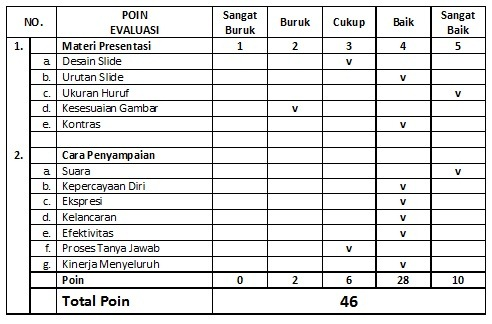 NO. POIN EVALUASI Sangat Buruk Buruk Cukup Baik Sangat Baik
1. Materi Presentasi 1 2 3 4 5
a. Desain Slide v
b. Urutan Slide v
c. Ukuran Huruf v
d. Kesesuaian Gambar v
e. Kontras v
2. Cara Penyampaian
a. Suara v
b. Kepercayaan Diri v
c. Ekspresi v
d. Kelancaran v
e. Efektivitas v
f. Proses Tanya Jawab v
g. Kinerja Menyeluruh v
Poin 0 2 6 28 10
Total Poin 46